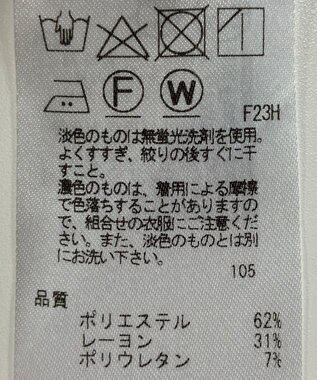 F W
F23H
淡色のものは無蛍光洗剤を使用。
よくすすぎ、絞りの後すぐに干
すこと。
濃色のものは、着用による摩擦
で色落ちすることがありますの
で、組合せの衣服にご注意くださ
い。また、淡色のものとは別
にお洗い下さい。
105
品質
ポリエステル 62%
レーヨン 31%
ポリウレタン 7%